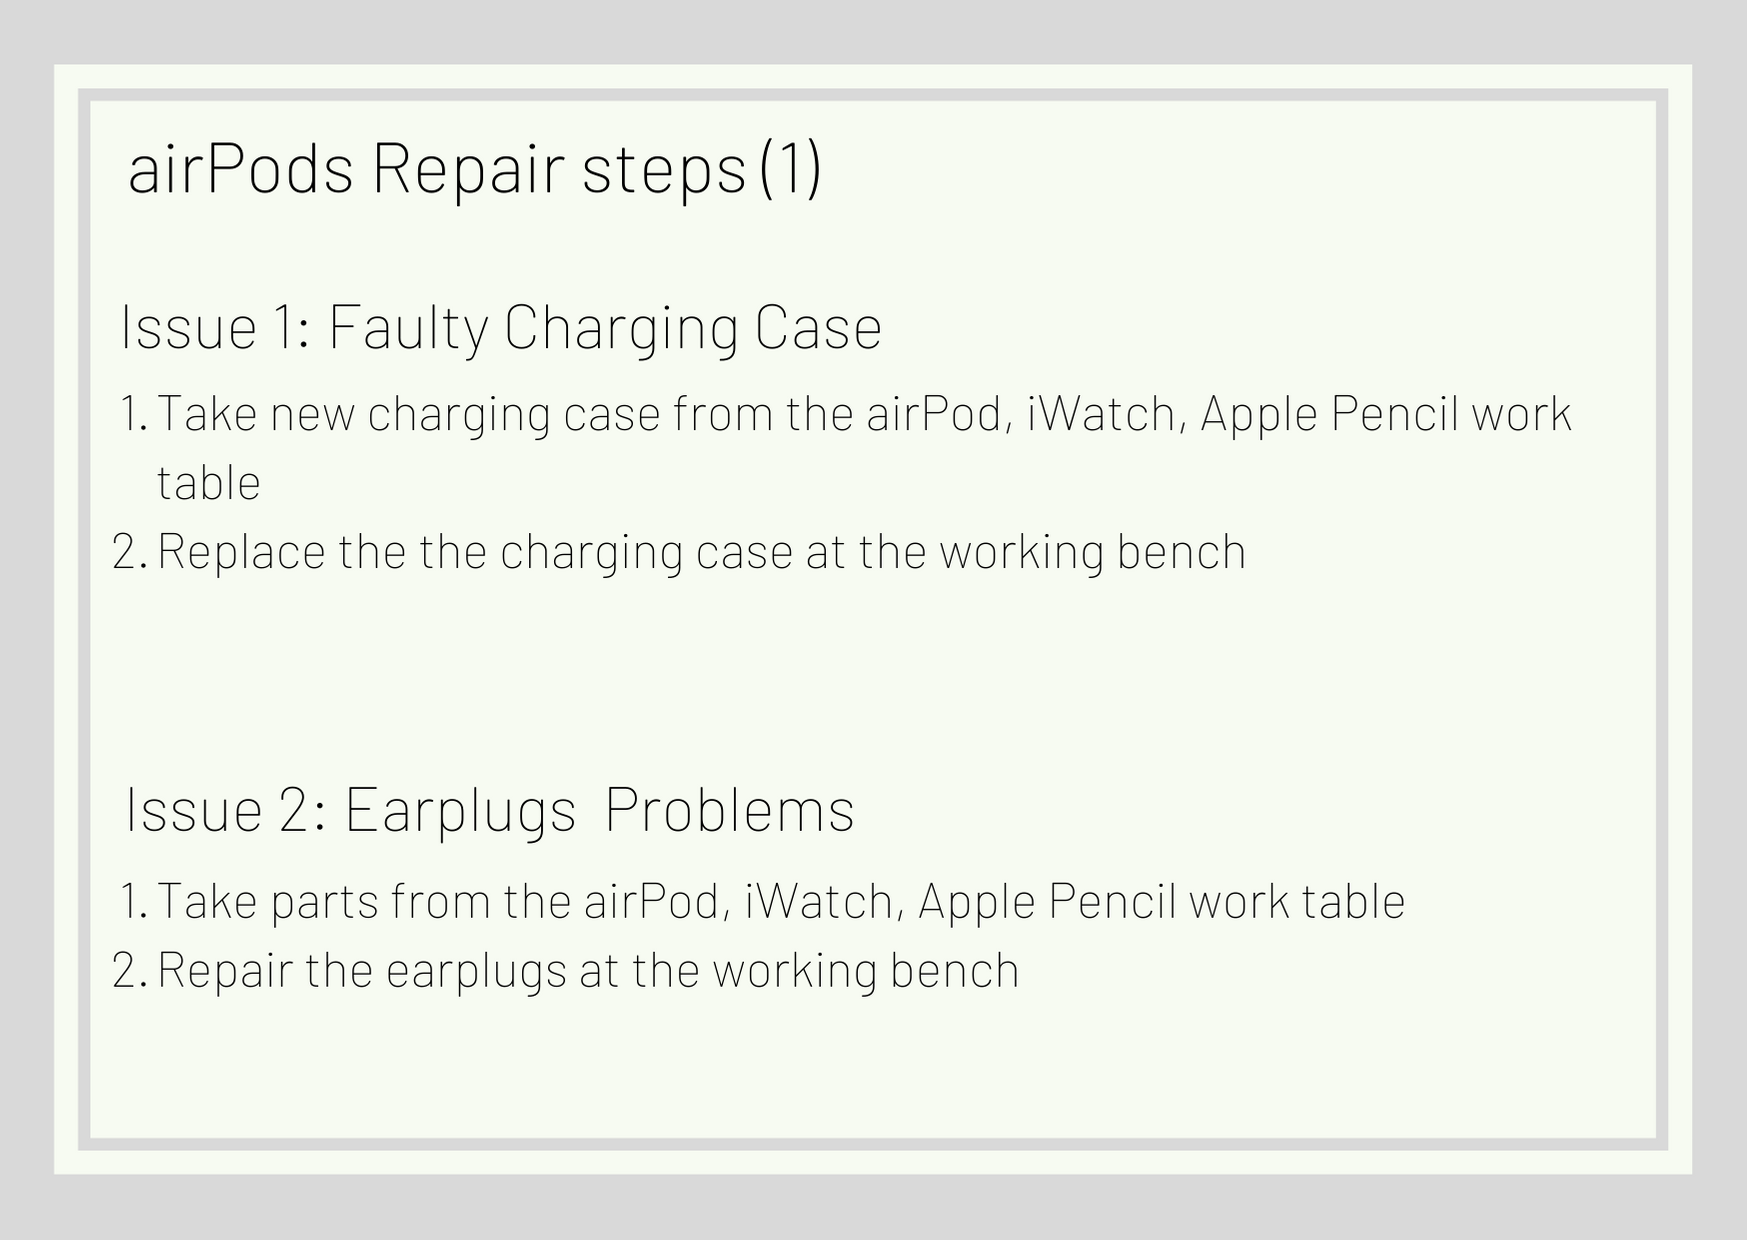 airPods Repair steps (1)
Issue 1: Faulty Charging Case
1. Take new charging case from the airPod, iWatch, Apple Pencil work
table
2. Replace the the charging case at the working bench
Issue 2: Earplugs  Problems
1. Take parts from the airPod, iWatch, Apple Pencil work table
2. Repair the earplugs at the working bench